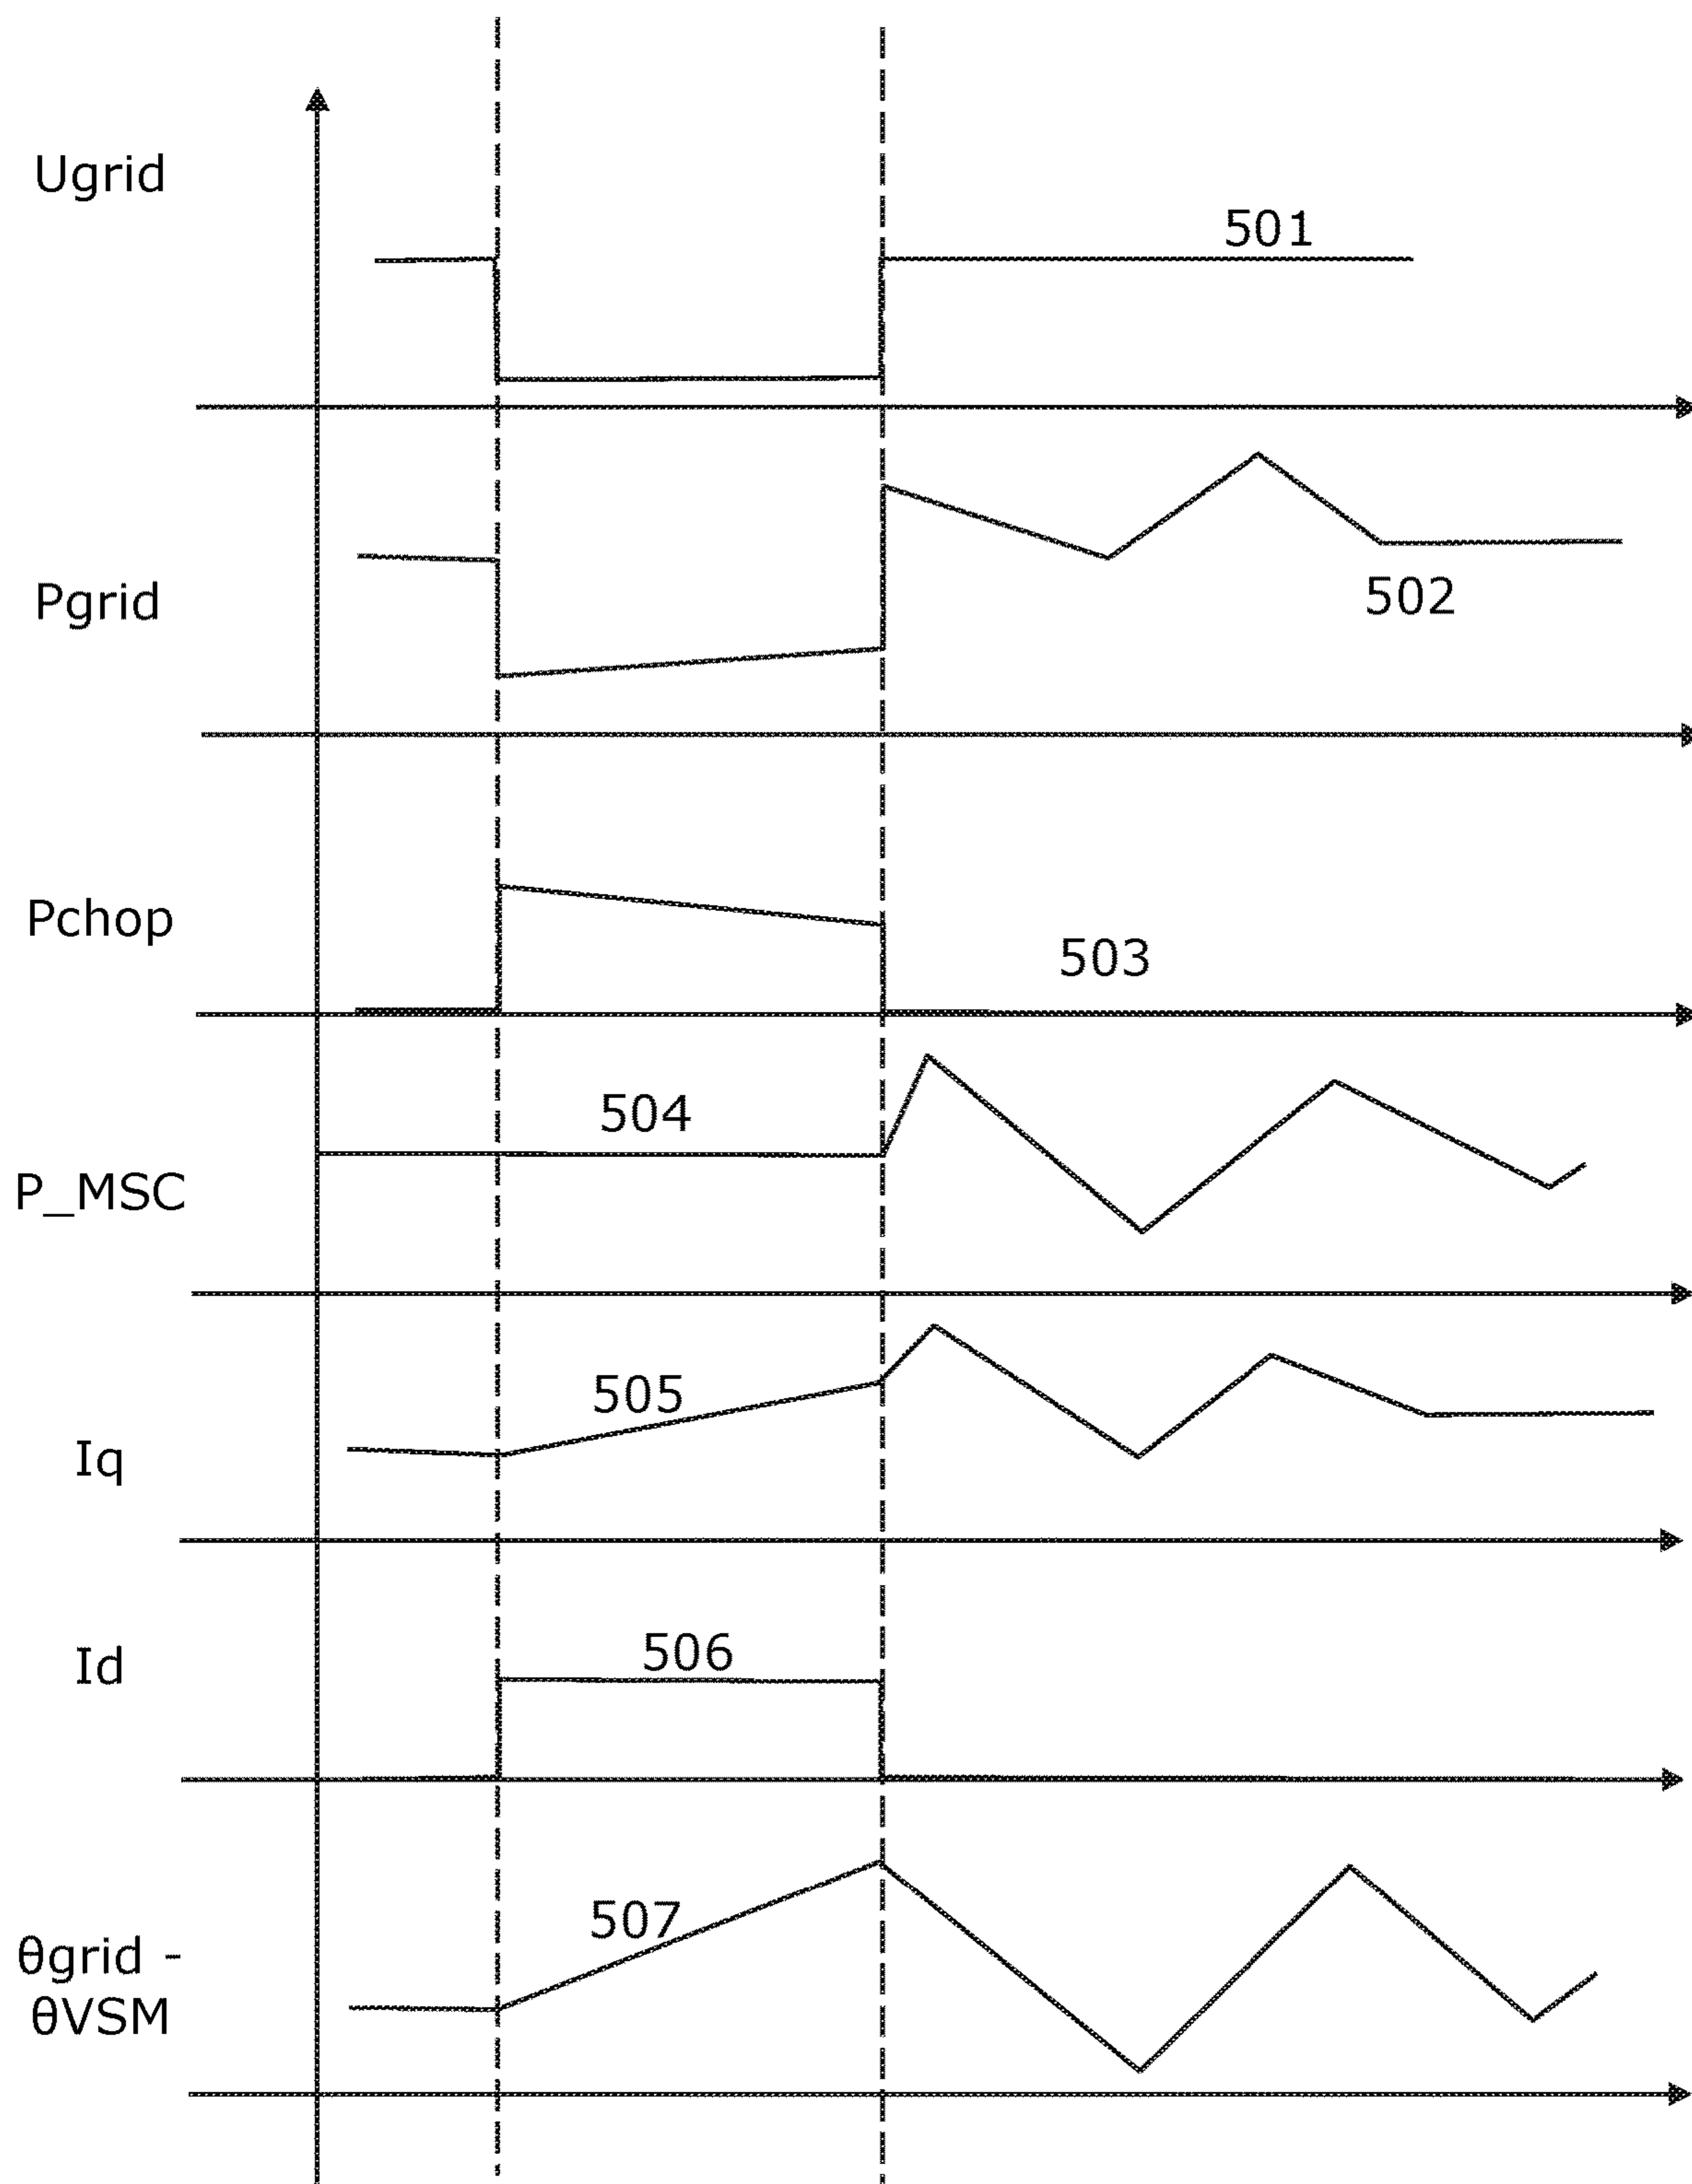 Ugrid
501
Pgrid
502
Pchop
503
504
P_MSC
505
Iq
506
Id
507
θgrid -
θVSM